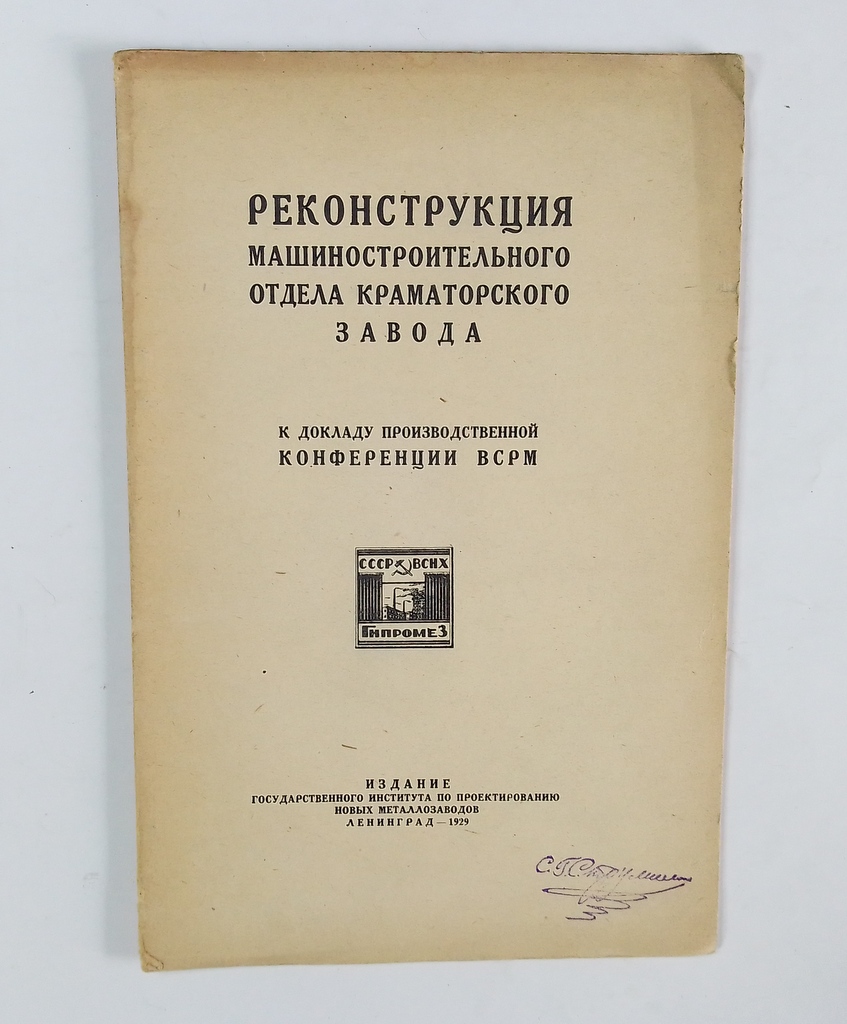 РЕКОНСТРУКЦИЯ
МАШИНОСТРОИТЕЛЬНОГО
ОТДЕЛА КРАМАТОРСКОГО
ЗАВОДА
К ДОКЛАДУ ПРОИЗВОДСТВЕННОЙ
КОНФЕРЕНЦИИ ВСРМ
СССР ВСНХ
ГИПРОМЕЗ
ИЗДАНИЕ
ГОСУДАРСТВЕННОГО ИНСТИТУТА ПО ПРОЕКТИРОВАНИЮ
НОВЫХ МЕТАЛЛОЗАВОДОВ
ЛЕНИНГРАД — 1929
С. Г. Струмилин